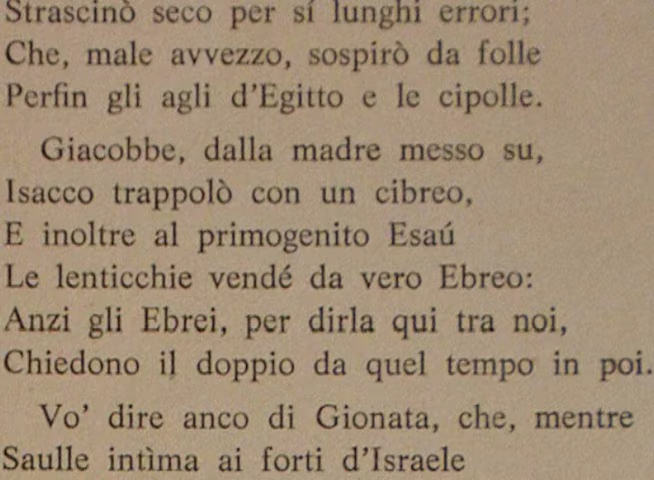 Strascinò seco per sí lunghi errori;
Che, male avvezzo, sospirò da folle
Perfin gli agli d'Egitto e le cipolle.
Giacobbe, dalla madre messo su,
Isacco trappolò con un cibreo,
E inoltre al primogenito Esaú
Le lenticchie vendé da vero Ebreo:
Anzi gli Ebrei, per dirla qui tra noi,
Chiedono il doppio da quel tempo in poi.
Vo' dire anco di Gionata, che, mentre
Saulle intìma ai forti d'Israele